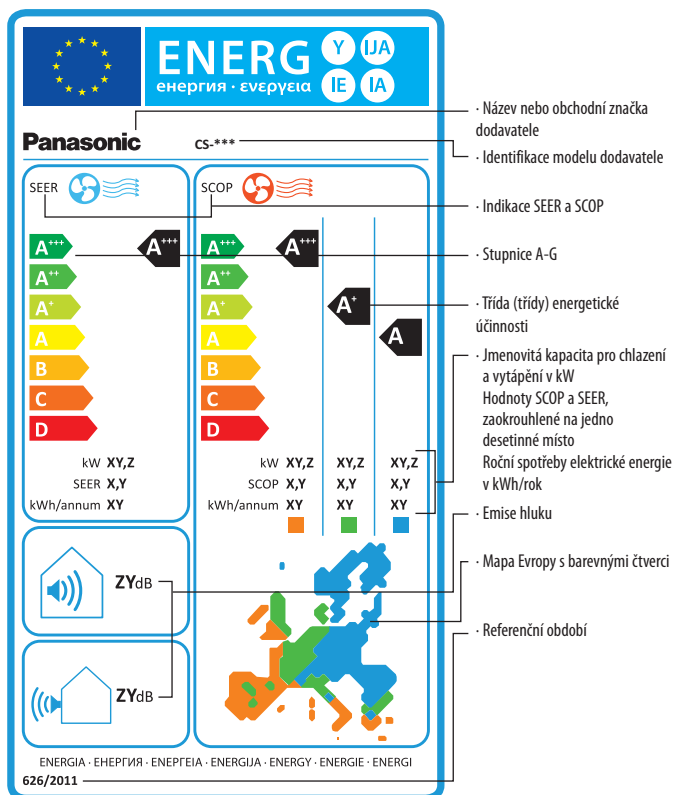 ENERG Y IJA
енергия · ενεργεια IE IA
Panasonic CS-***
SEER
SCOP
A+++ A+++
A++
A+
A
B
C
D
A+++ A+++
A++
A+ A+
A A
B
C
D
kW XY,Z
SEER X,Y
kWh/annum XY
kW XY,Z XY,Z XY,Z
SCOP X,Y X,Y X,Y
kWh/annum XY XY XY
ZYdB
ZYdB
ENERGIA · ЕНЕРГИЯ · ΕΝΕΡΓΕΙΑ · ENERGIJA · ENERGY · ENERGIE · ENERGI
626/2011
· Název nebo obchodní značka
dodavatele
· Identifikace modelu dodavatele
· Indikace SEER a SCOP
· Stupnice A-G
· Třída (třídy) energetické
účinnosti
· Jmenovitá kapacita pro chlazení
a vytápění v kW
Hodnoty SCOP a SEER,
zaokrouhlené na jedno
desetinné místo
Roční spotřeby elektrické energie
v kWh/rok
· Emise hluku
· Mapa Evropy s barevnými čtverci
· Referenční období